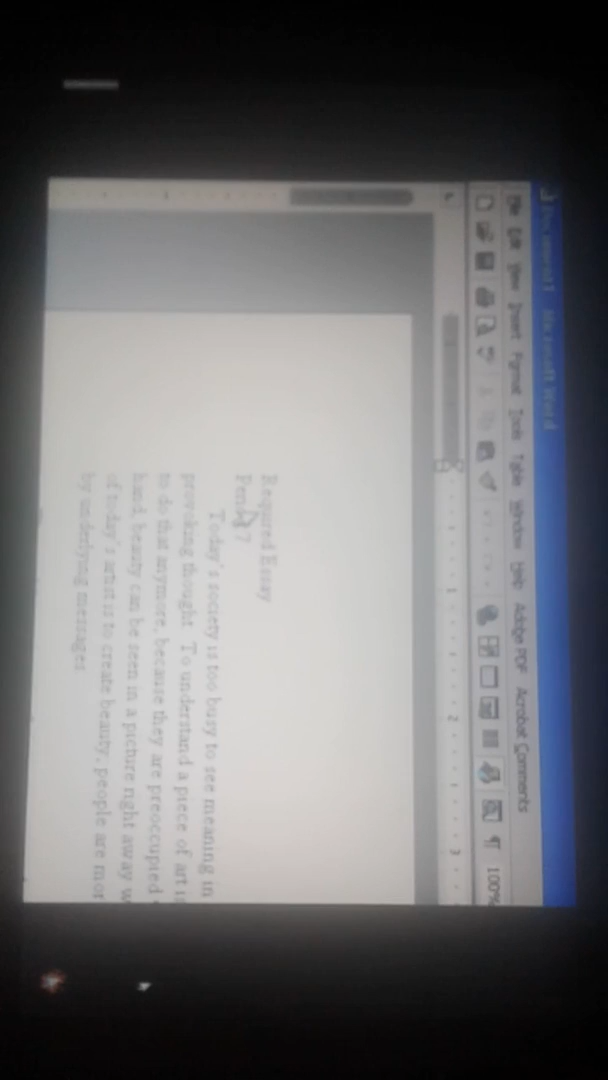 Document1 - Microsoft Word
File Edit View Insert Format Tools Table Window Help Adobe PDF Acrobat Comments
100%
1 2 3
Required Essay
Period 7
Today's society is too busy to see meaning in
provoking thought. To understand a piece of art
to do that anymore, because they are preoccupied
hand, beauty can be seen in a picture right away
of today's artist is to create beauty, people are
by underlying messages